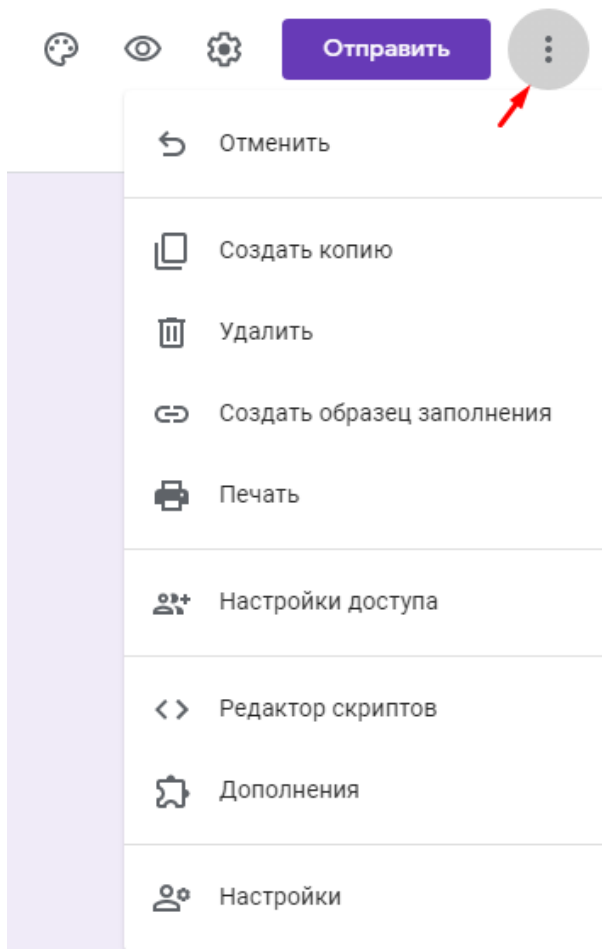 Отправить
Отменить
Создать копию
Удалить
Создать образец заполнения
Печать
Настройки доступа
Редактор скриптов
Дополнения
Настройки